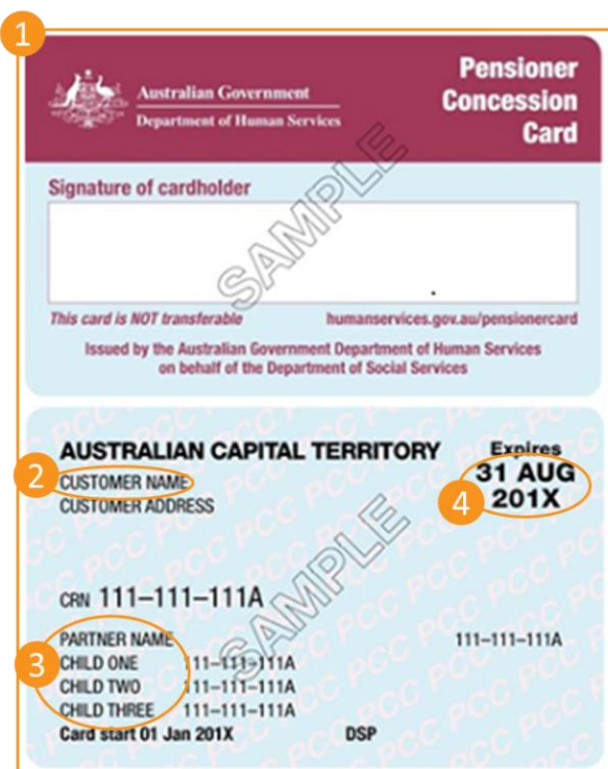 1
Australian Government
Department of Human Services
Pensioner
Concession
Card
Signature of cardholder
SAMPLE
This card is NOT transferable humanservices.gov.au/pensionercard
Issued by the Australian Government Department of Human Services
on behalf of the Department of Social Services
AUSTRALIAN CAPITAL TERRITORY
Expires
31 AUG
201X
4
2
CUSTOMER NAME
CUSTOMER ADDRESS
SAMPLE
CRN 111–111–111A
3
PARTNER NAME 111–111–111A
CHILD ONE 111–111–111A
CHILD TWO 111–111–111A
CHILD THREE 111–111–111A
Card start 01 Jan 201X DSP
PCC PCC PCC PCC